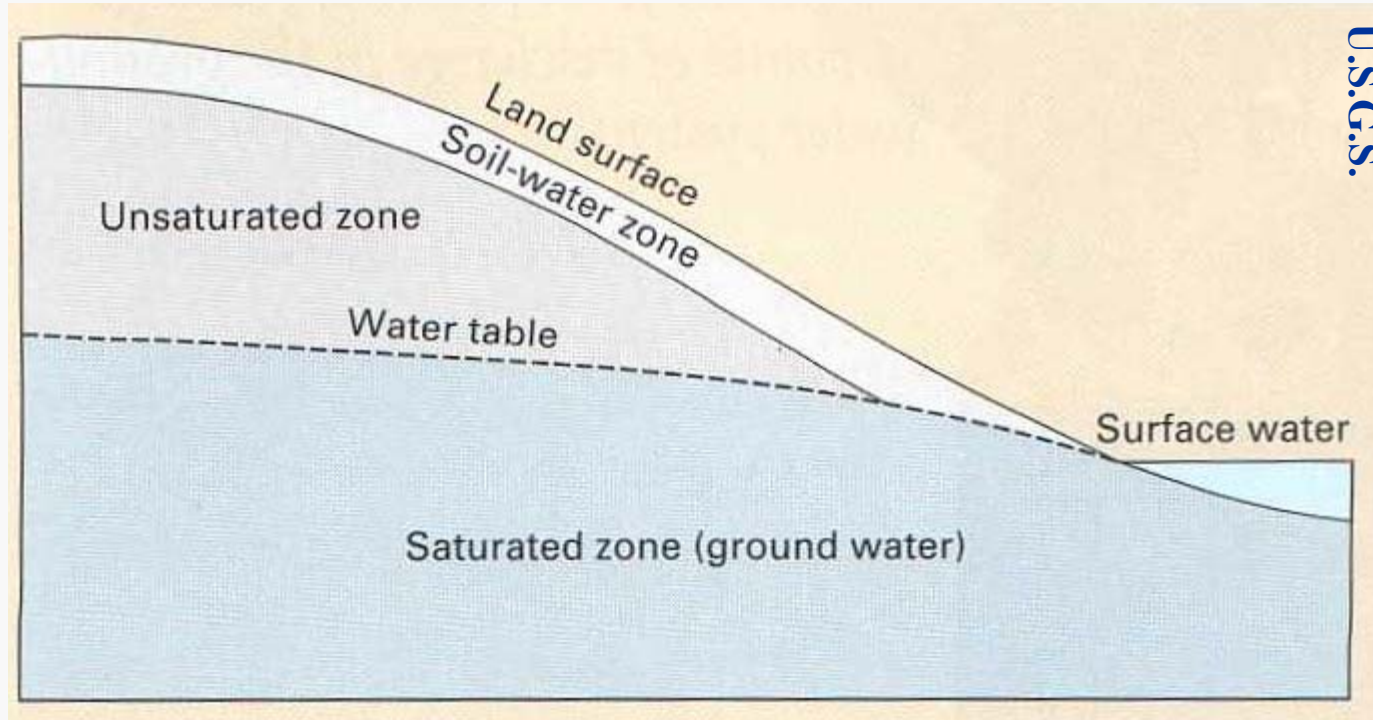 U.S.G.S.
Land surface
Soil-water zone
Unsaturated zone
Water table
Surface water
Saturated zone (ground water)